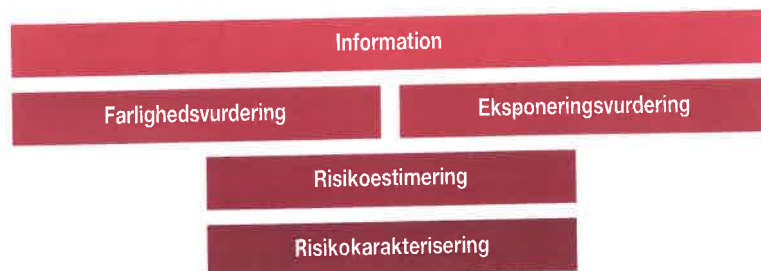 Information
Farlighedsvurdering
Eksponeringsvurdering
Risikoestimering
Risikokarakterisering